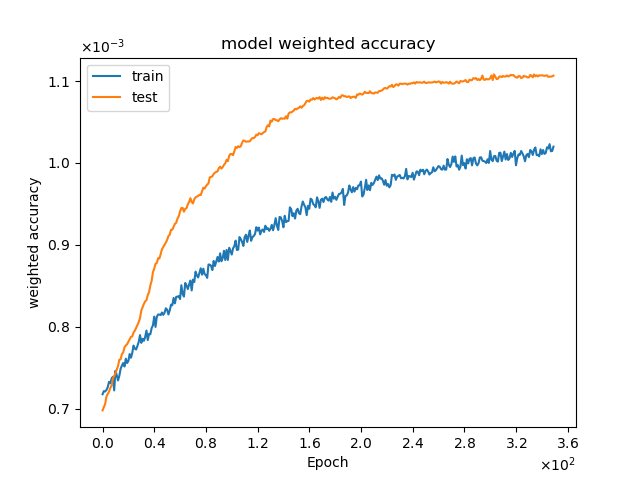 model weighted accuracy
×10⁻³
train
test
1.1
1.0
0.9
0.8
0.7
weighted accuracy
0.0 0.4 0.8 1.2 1.6 2.0 2.4 2.8 3.2 3.6
Epoch
×10²